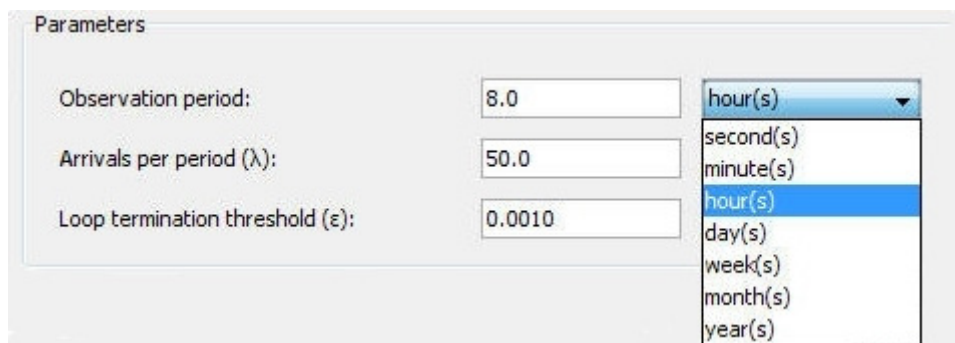 Parameters
Observation period: 8.0 hour(s)
second(s)
Arrivals per period (λ): 50.0
minute(s)
hour(s)
Loop termination threshold (ε): 0.0010
day(s)
week(s)
month(s)
year(s)